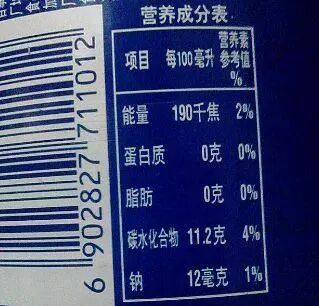 营养成分表
项目 每100毫升 营养素参考值%
能量 190千焦 2%
蛋白质 0克 0%
脂肪 0克 0%
碳水化合物 11.2克 4%
钠 12毫克 1%
6 902827 711012